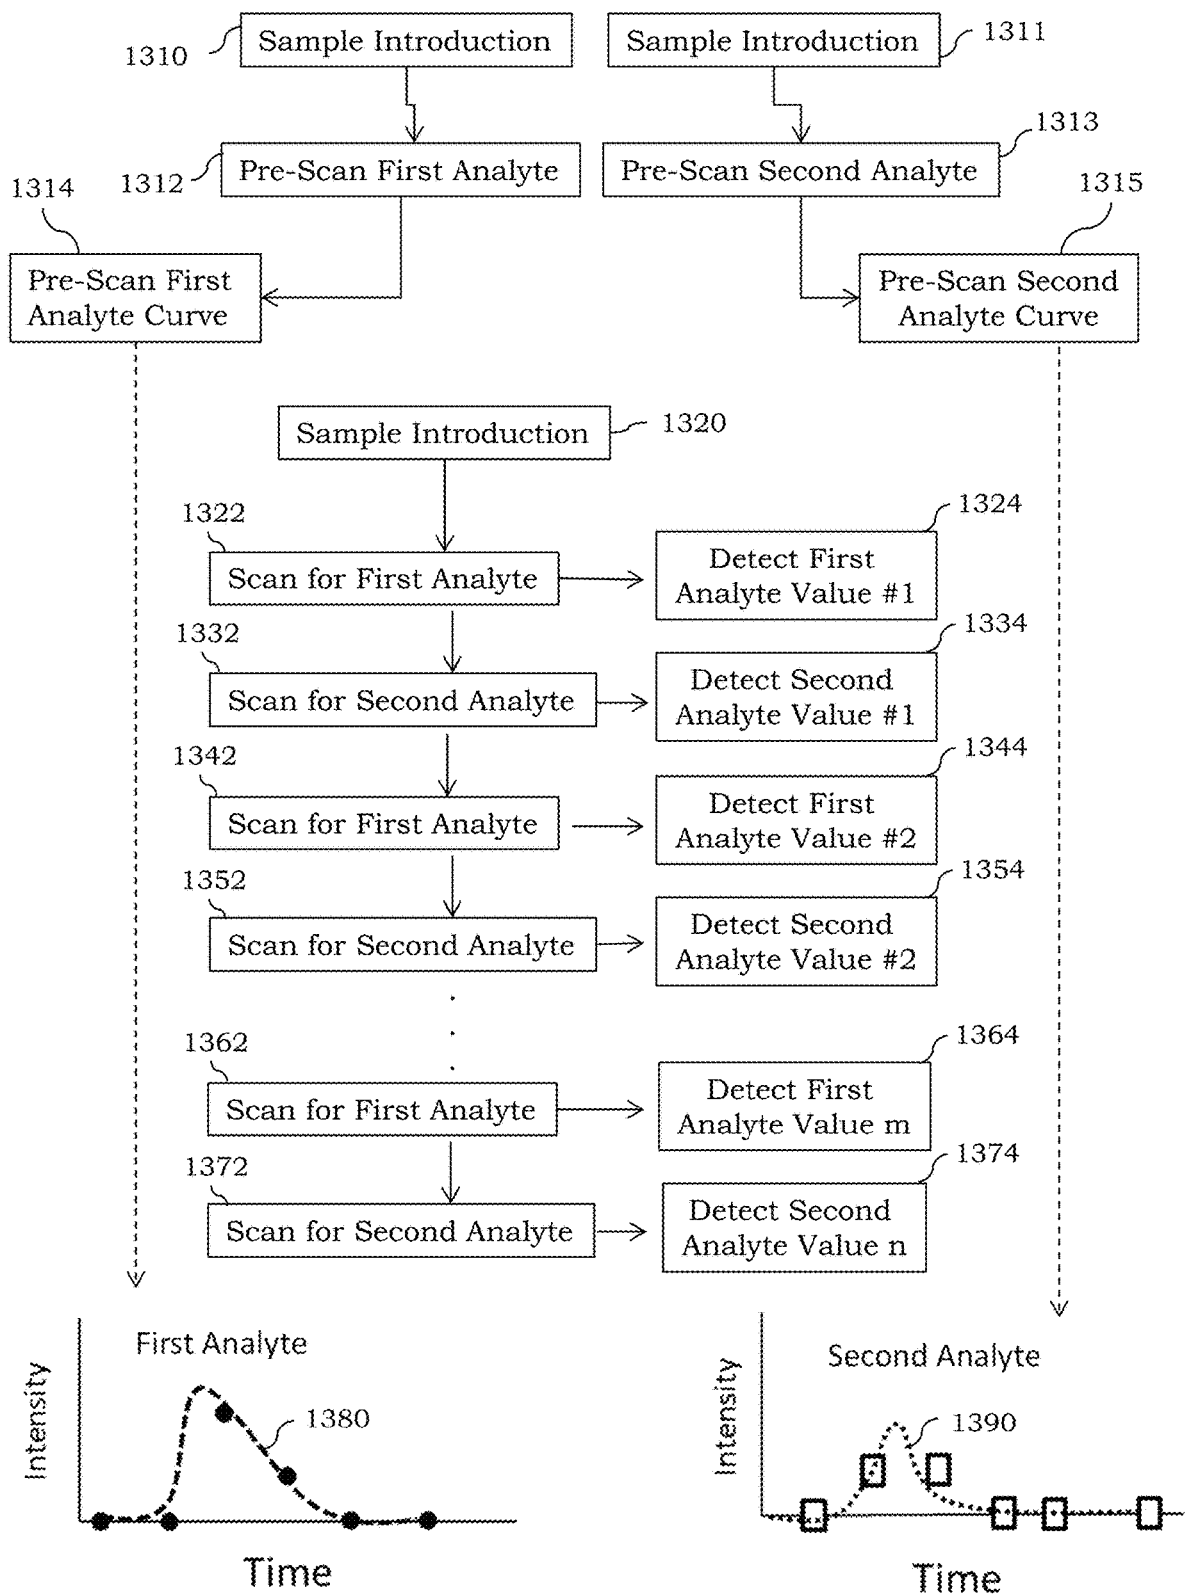 Sample Introduction
1310
Sample Introduction
1311
Pre-Scan First Analyte
1312
Pre-Scan Second Analyte
1313
1314
Pre-Scan First
Analyte Curve
1315
Pre-Scan Second
Analyte Curve
Sample Introduction
1320
1322
Scan for First Analyte
1324
Detect First
Analyte Value #1
1332
Scan for Second Analyte
1334
Detect Second
Analyte Value #1
1342
Scan for First Analyte
1344
Detect First
Analyte Value #2
1352
Scan for Second Analyte
1354
Detect Second
Analyte Value #2
1362
Scan for First Analyte
1364
Detect First
Analyte Value m
1372
Scan for Second Analyte
1374
Detect Second
Analyte Value n
First Analyte
Intensity
1380
Time
Second Analyte
Intensity
1390
Time